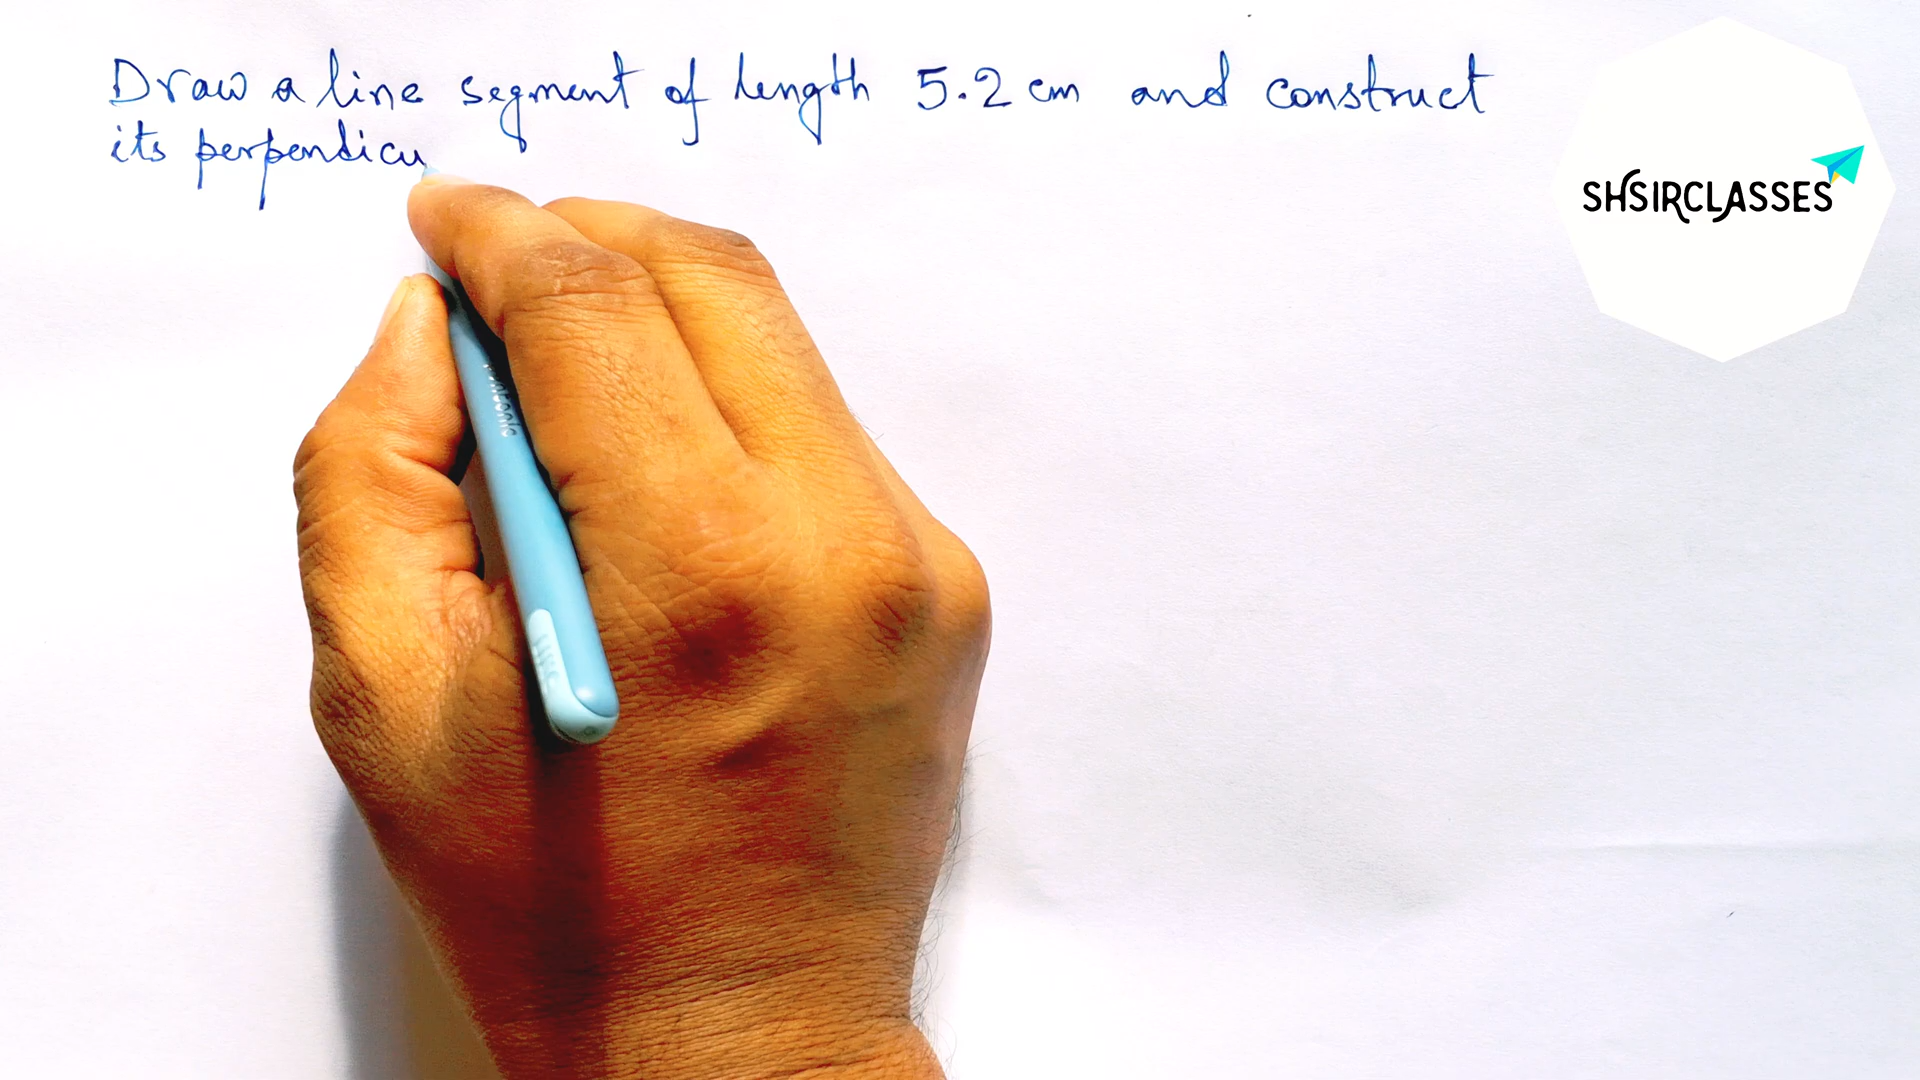 Draw a line segment of length 5.2 cm and construct
its perpendicu
SHSIRCLASSES